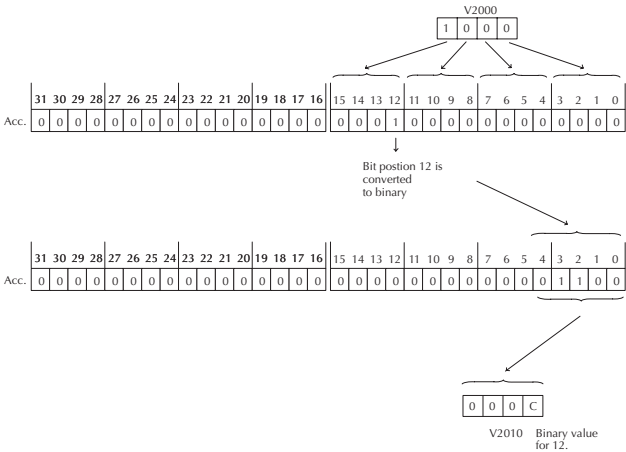 V2000
1 0 0 0
31 30 29 28 27 26 25 24 23 22 21 20 19 18 17 16 15 14 13 12 11 10 9 8 7 6 5 4 3 2 1 0
Acc. 0 0 0 0 0 0 0 0 0 0 0 0 0 0 0 0 0 0 0 1 0 0 0 0 0 0 0 0 0 0 0 0
Bit postion 12 is
converted
to binary
31 30 29 28 27 26 25 24 23 22 21 20 19 18 17 16 15 14 13 12 11 10 9 8 7 6 5 4 3 2 1 0
Acc. 0 0 0 0 0 0 0 0 0 0 0 0 0 0 0 0 0 0 0 0 0 0 0 0 0 0 0 0 1 1 0 0
0 0 0 C
V2010 Binary value
for 12.